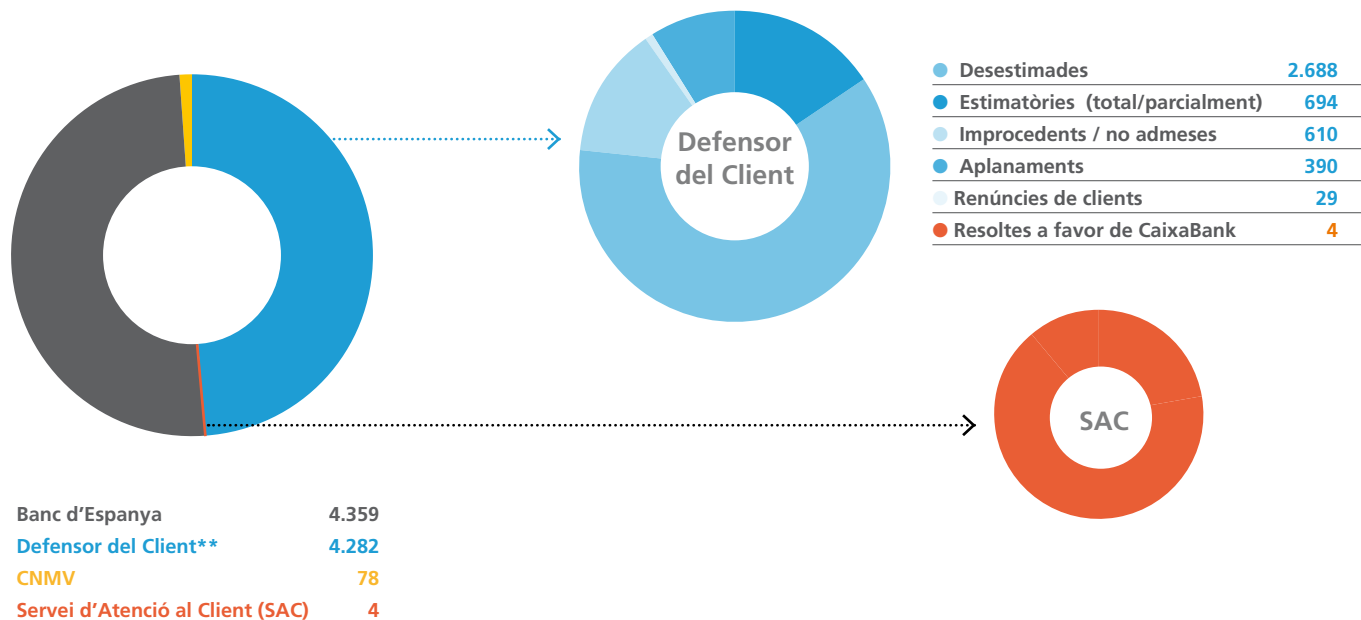 Defensor
del Client
Desestimades 2.688
Estimatòries (total/parcialment) 694
Improcedents / no admeses 610
Aplanaments 390
Renúncies de clients 29
Resoltes a favor de CaixaBank 4
SAC
Banc d’Espanya 4.359
Defensor del Client** 4.282
CNMV 78
Servei d’Atenció al Client (SAC) 4